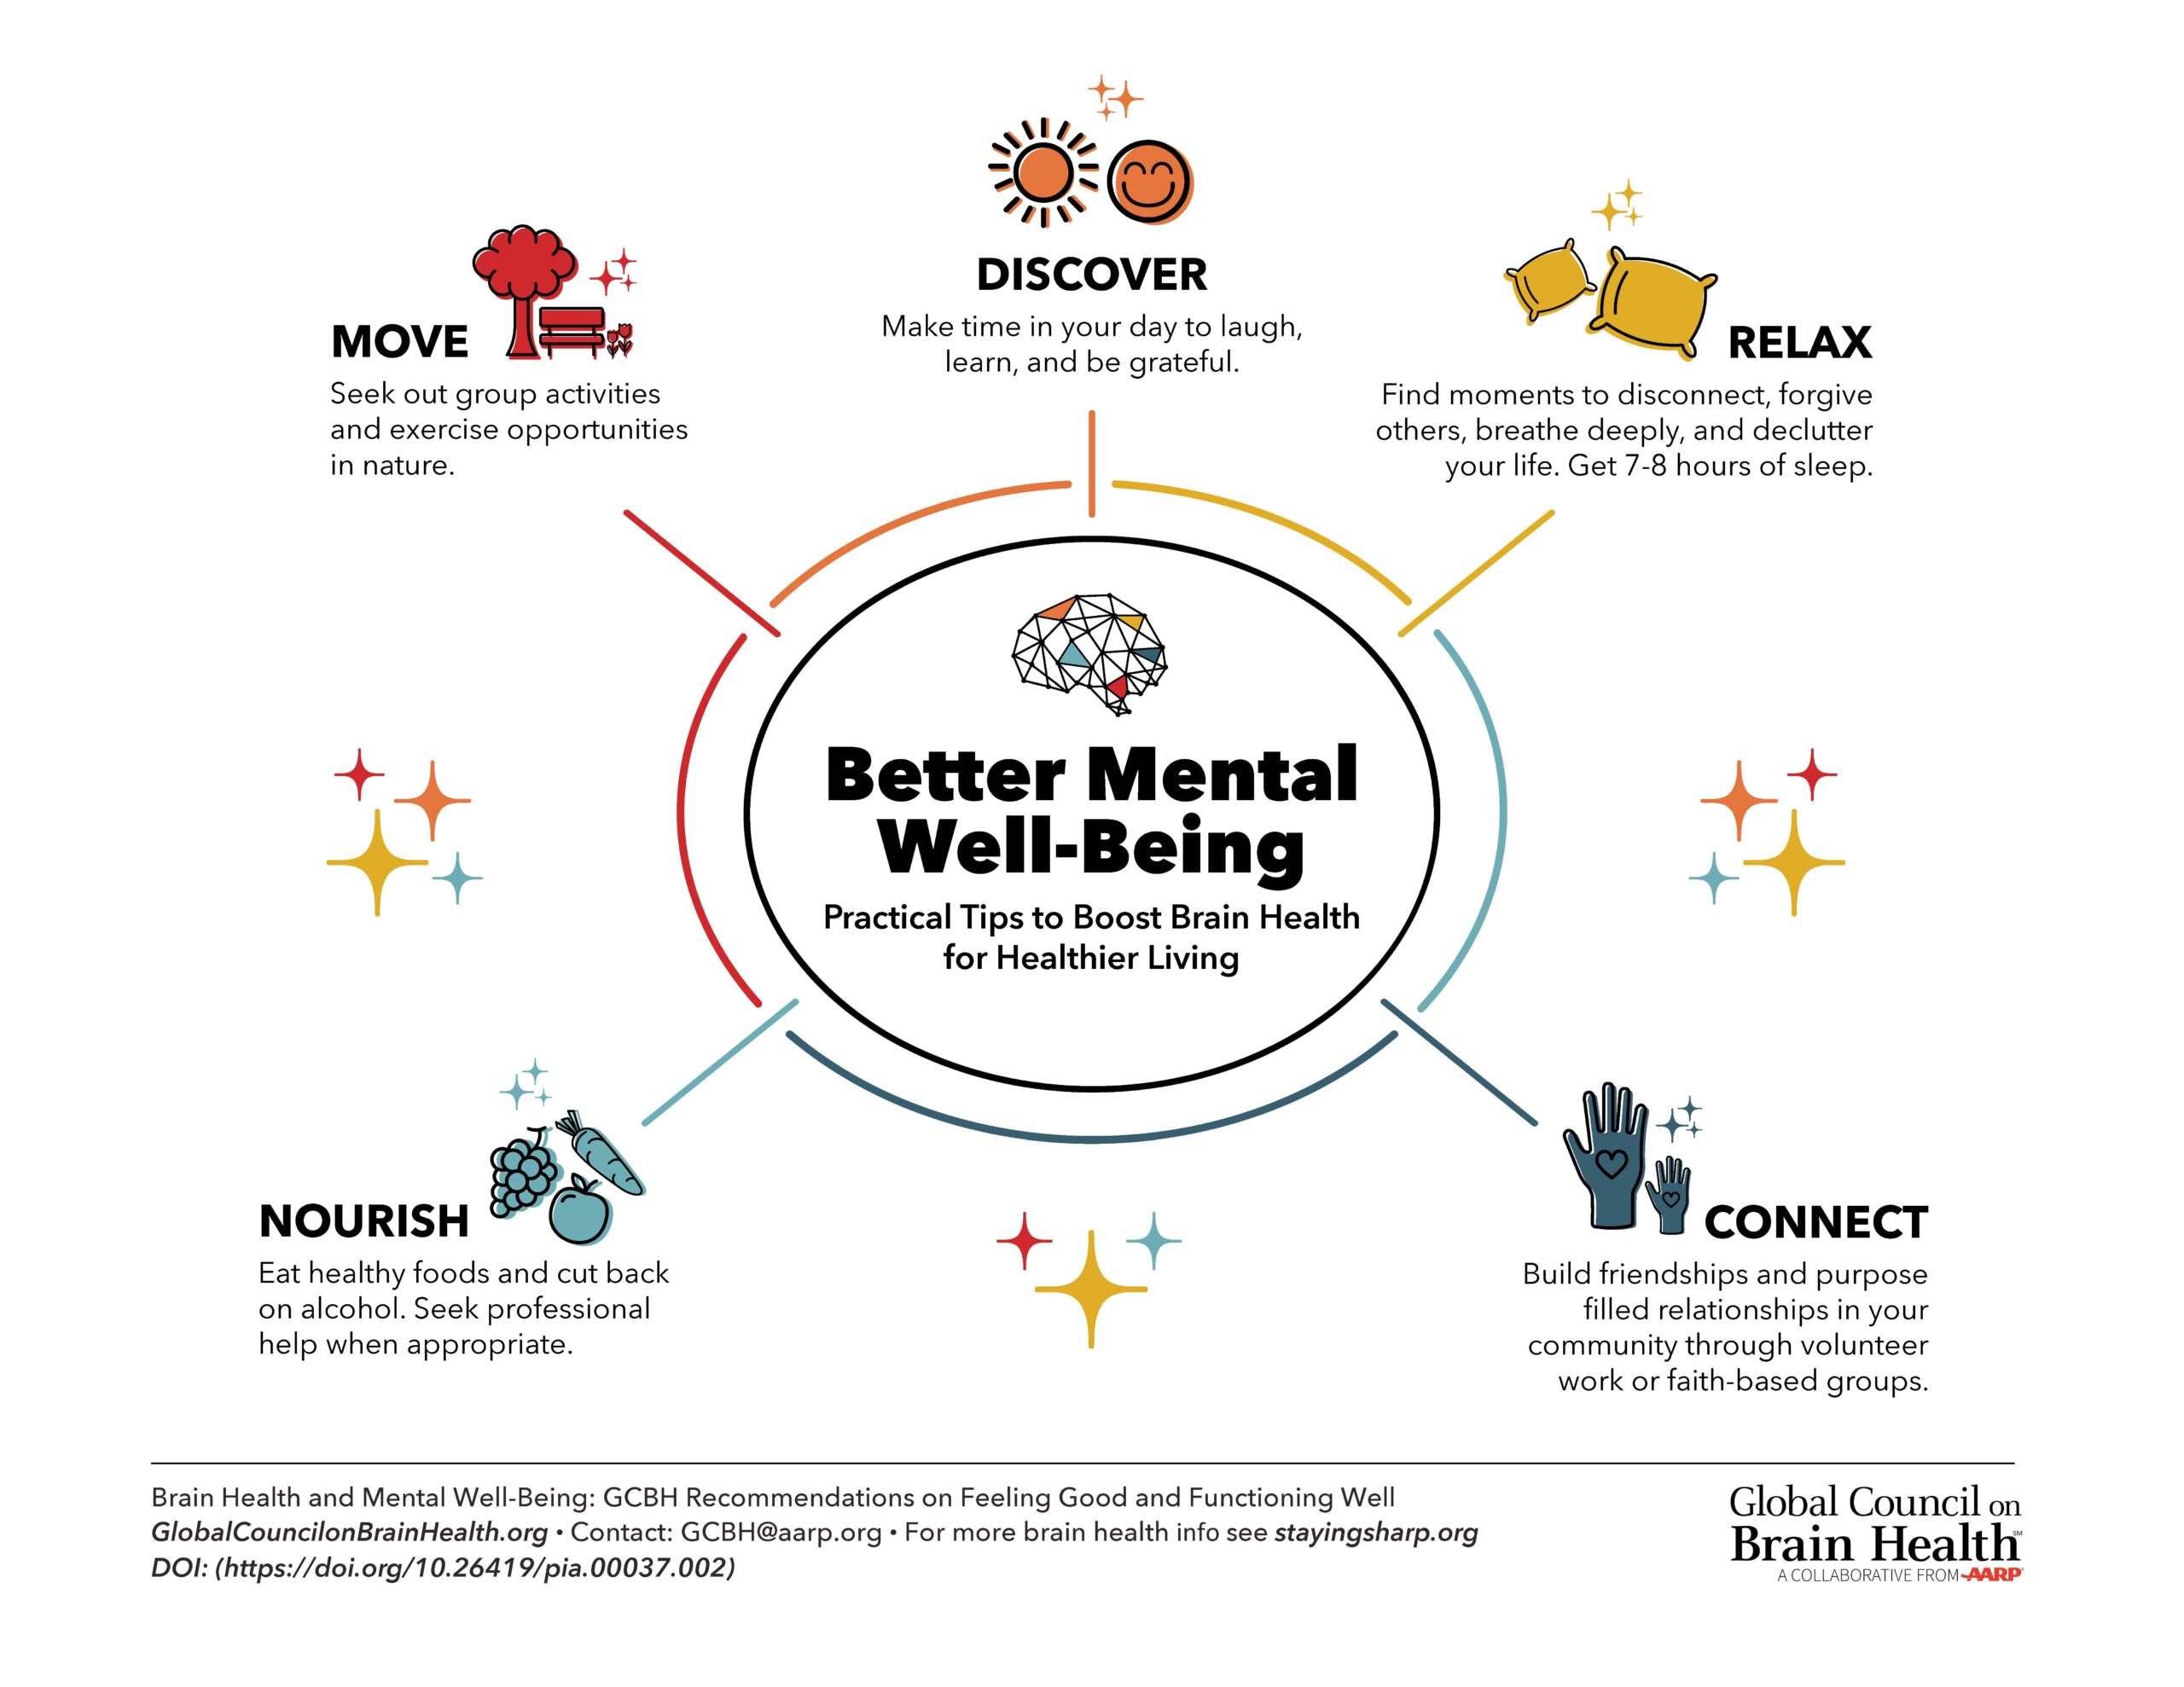 DISCOVER
Make time in your day to laugh,
learn, and be grateful.
MOVE
Seek out group activities
and exercise opportunities
in nature.
RELAX
Find moments to disconnect, forgive
others, breathe deeply, and declutter
your life. Get 7-8 hours of sleep.
Better Mental
Well-Being
Practical Tips to Boost Brain Health
for Healthier Living
NOURISH
Eat healthy foods and cut back
on alcohol. Seek professional
help when appropriate.
CONNECT
Build friendships and purpose
filled relationships in your
community through volunteer
work or faith-based groups.
Brain Health and Mental Well-Being: GCBH Recommendations on Feeling Good and Functioning Well
GlobalCouncilonBrainHealth.org • Contact: GCBH@aarp.org • For more brain health info see stayingsharp.org
DOI: (https://doi.org/10.26419/pia.00037.002)
Global Council on
Brain Health℠
A COLLABORATIVE FROM AARP®